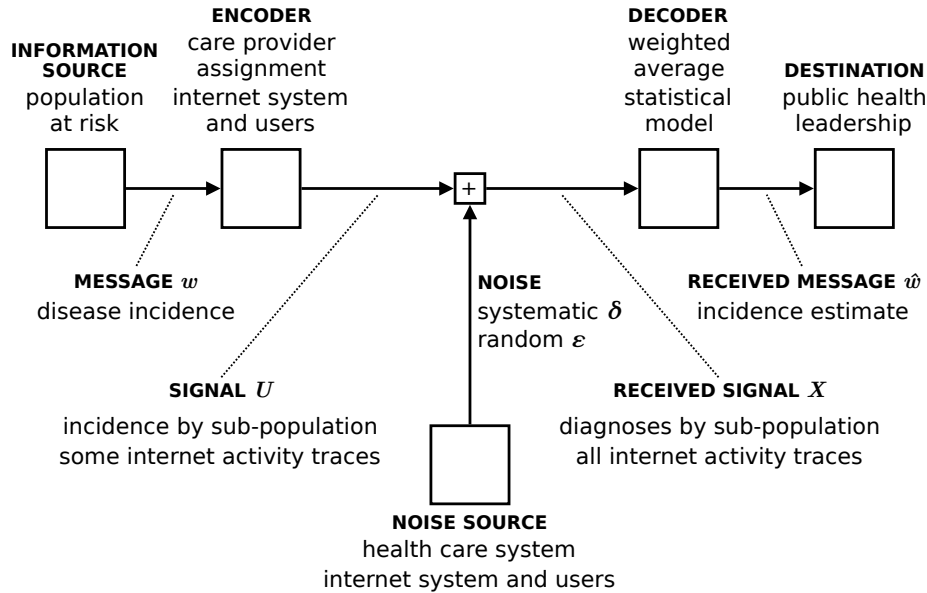 INFORMATION
SOURCE
population
at risk
ENCODER
care provider
assignment
internet system
and users
DECODER
weighted
average
statistical
model
DESTINATION
public health
leadership
+
MESSAGE w
disease incidence
NOISE
systematic δ
random ε
RECEIVED MESSAGE ŵ
incidence estimate
SIGNAL U
incidence by sub-population
some internet activity traces
RECEIVED SIGNAL X
diagnoses by sub-population
all internet activity traces
NOISE SOURCE
health care system
internet system and users